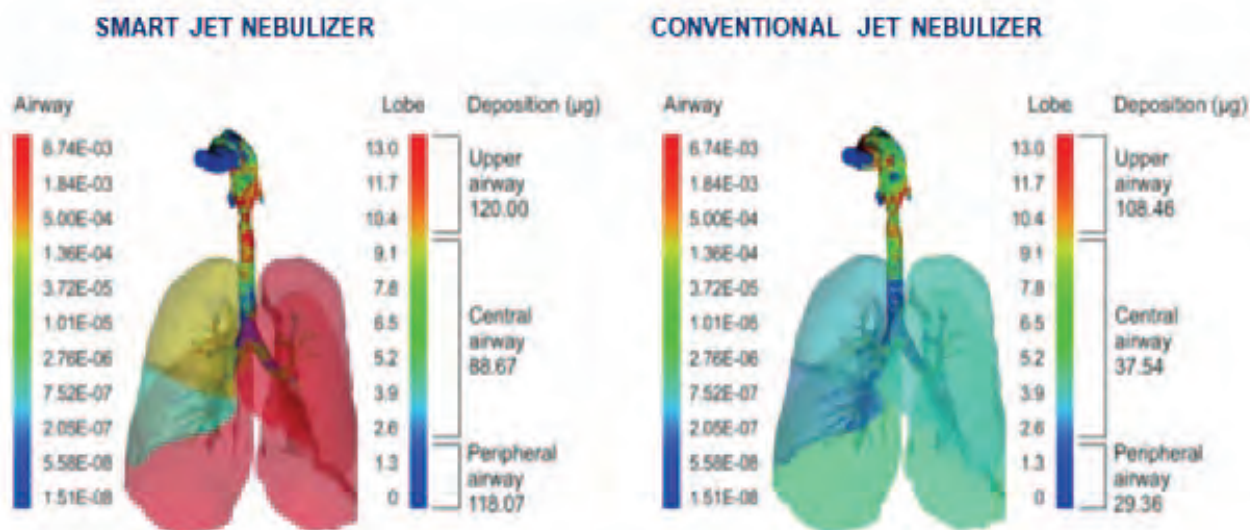 SMART JET NEBULIZER
Airway
6.74E-03
1.84E-03
5.00E-04
1.36E-04
3.72E-05
1.01E-05
2.76E-06
7.52E-07
2.05E-07
5.58E-08
1.51E-08
Lobe
13.0
11.7
10.4
9.1
7.8
6.5
5.2
3.9
2.6
1.3
0
Deposition (µg)
Upper
airway
120.00
Central
airway
88.67
Peripheral
airway
118.07
CONVENTIONAL JET NEBULIZER
Airway
6.74E-03
1.84E-03
5.00E-04
1.36E-04
3.72E-05
1.01E-05
2.76E-06
7.52E-07
2.05E-07
5.58E-08
1.51E-08
Lobe
13.0
11.7
10.4
9.1
7.8
6.5
5.2
3.9
2.6
1.3
0
Deposition (µg)
Upper
airway
108.46
Central
airway
37.54
Peripheral
airway
29.36